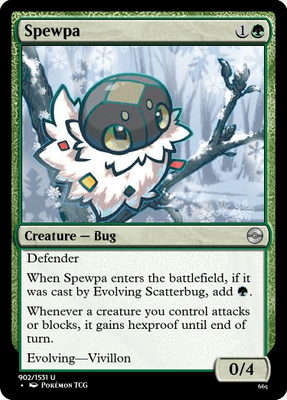 Spewpa 1
Creature — Bug
Defender
When Spewpa enters the battlefield, if it
was cast by Evolving Scatterbug, add .
Whenever a creature you control attacks
or blocks, it gains hexproof until end of
turn.
Evolving—Vivillon
0/4
902/1531 U
Pokémon TCG